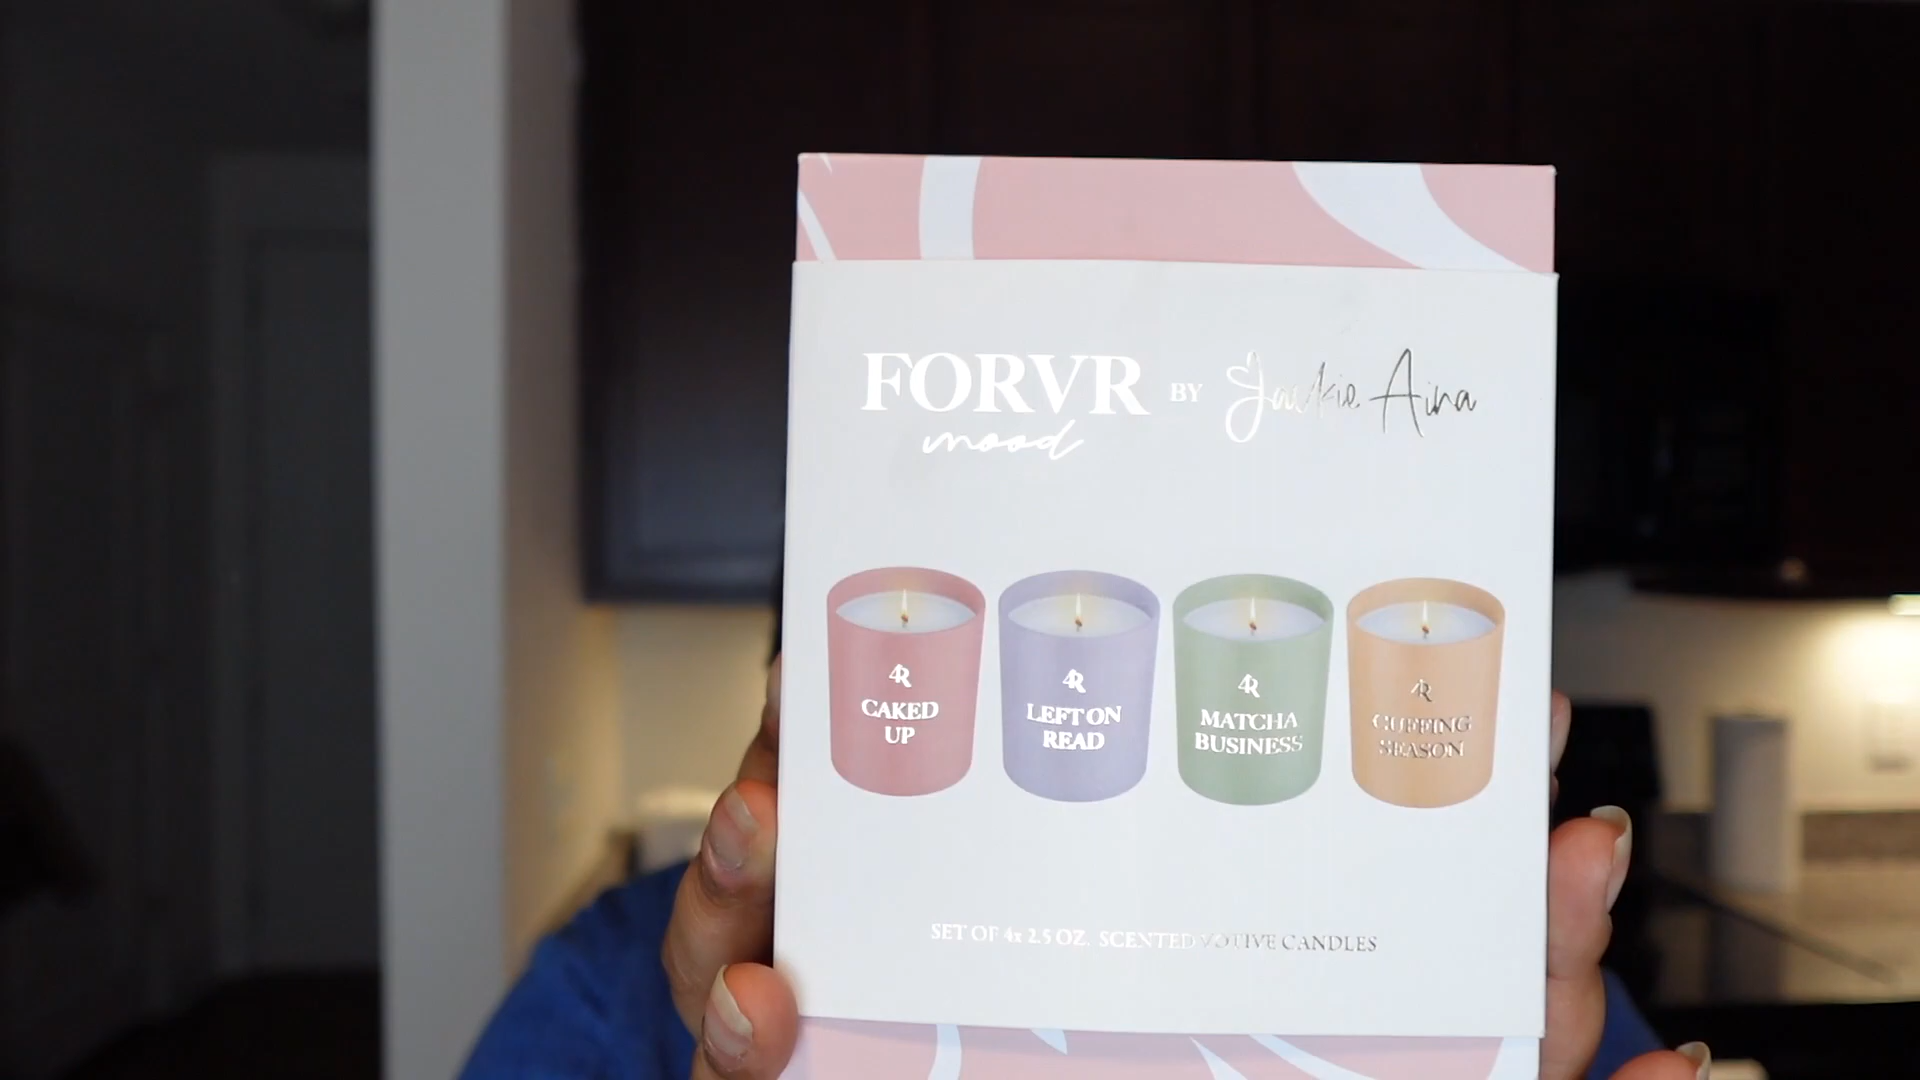 FORVR BY Jackie Aina
mood
4R
CAKED
UP
4R
LEFT ON
READ
4R
MATCHA
BUSINESS
4R
CUFFING
SEASON
SET OF 4x 2.5 OZ. SCENTED VOTIVE CANDLES